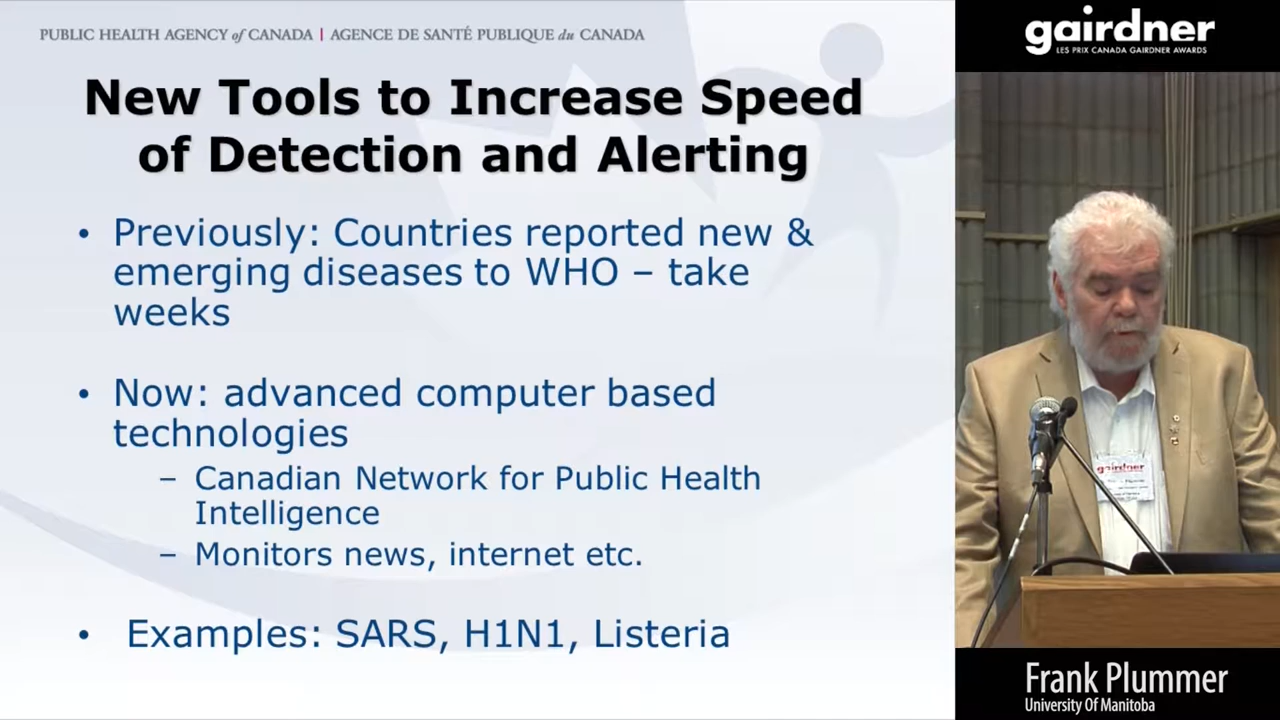 PUBLIC HEALTH AGENCY of CANADA | AGENCE DE SANTÉ PUBLIQUE du CANADA
New Tools to Increase Speed
of Detection and Alerting
• Previously: Countries reported new &
emerging diseases to WHO – take
weeks
• Now: advanced computer based
technologies
– Canadian Network for Public Health
Intelligence
– Monitors news, internet etc.
• Examples: SARS, H1N1, Listeria
gairdner
LES PRIX CANADA GAIRDNER AWARDS
gairdner
Frank Plummer
University Of Manitoba